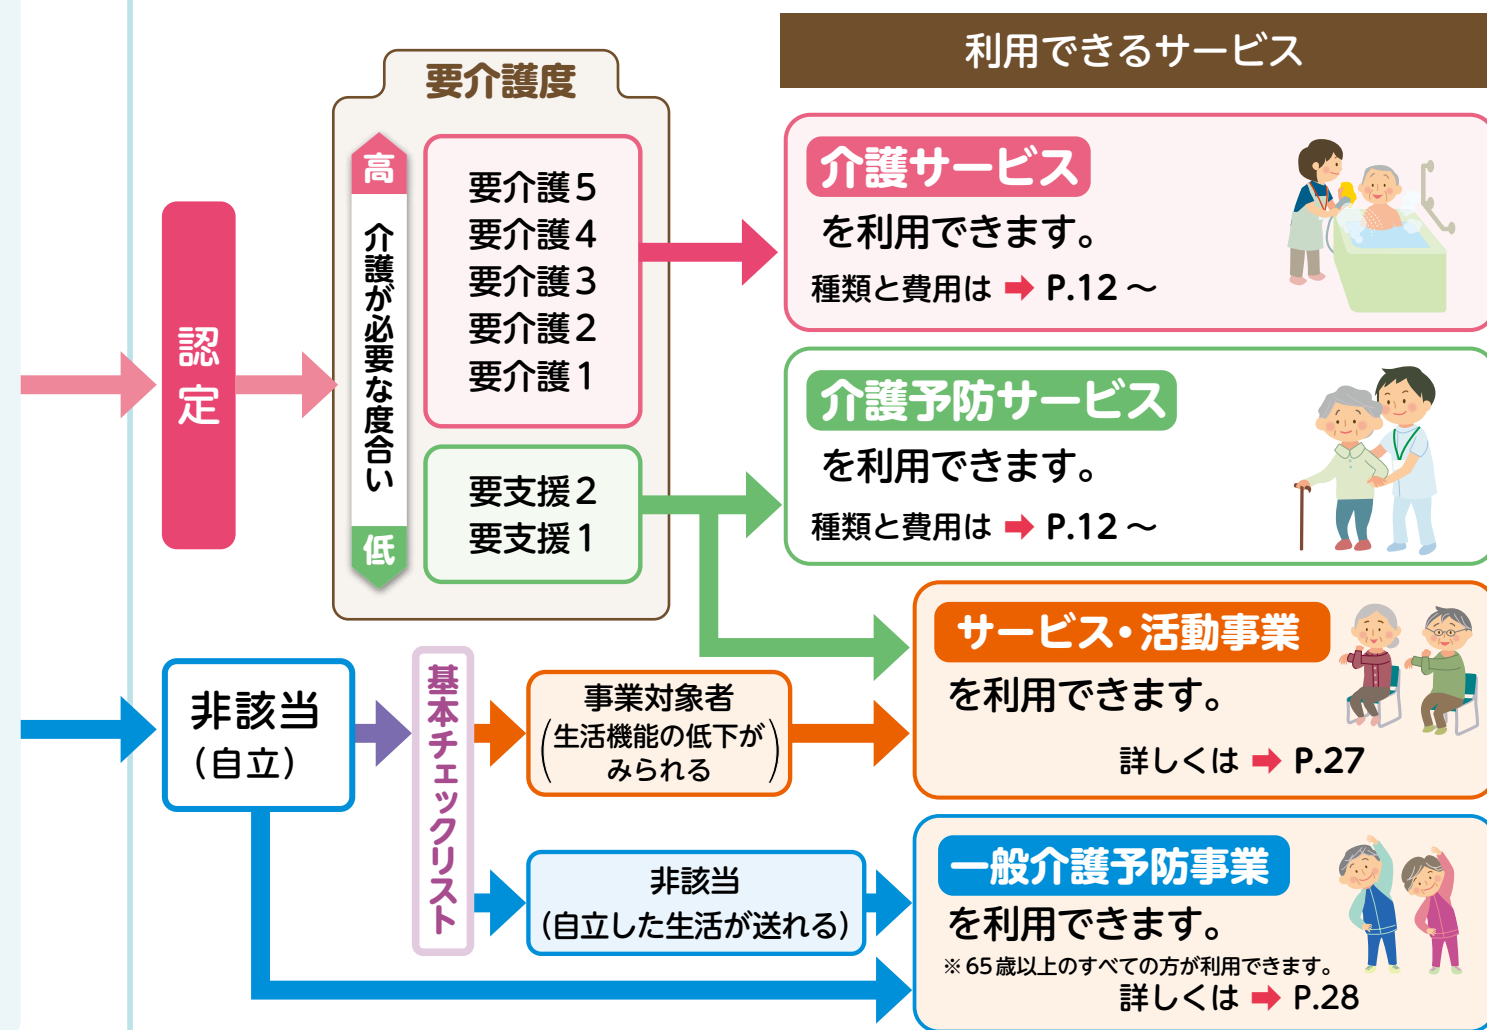 利用できるサービス
要介護度
高
介護が必要な度合い
低
要介護5
要介護4
要介護3
要介護2
要介護1
要支援2
要支援1
認定
介護サービス
を利用できます。
種類と費用は ➡ P.12～
介護予防サービス
を利用できます。
種類と費用は ➡ P.12～
サービス・活動事業
を利用できます。
詳しくは ➡ P.27
非該当
（自立）
基本チェックリスト
事業対象者
（生活機能の低下が
みられる）
非該当
（自立した生活が送れる）
一般介護予防事業
を利用できます。
※65歳以上のすべての方が利用できます。
詳しくは ➡ P.28